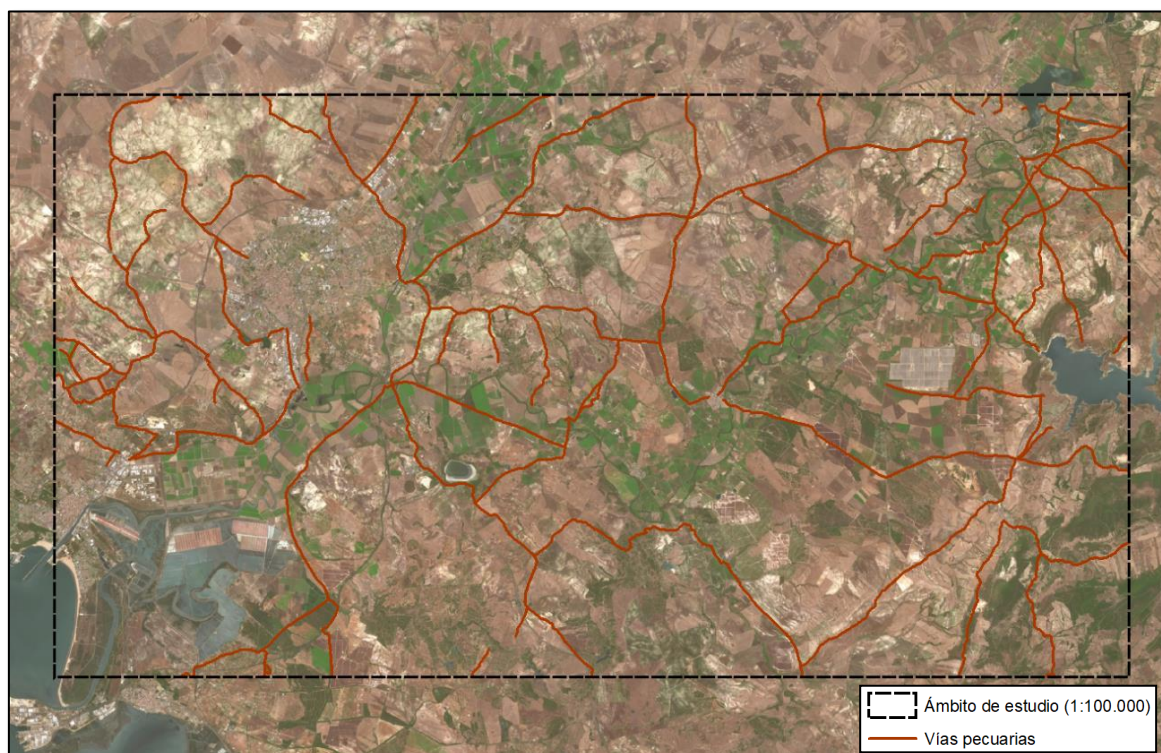 Ámbito de estudio (1:100.000)
Vías pecuarias